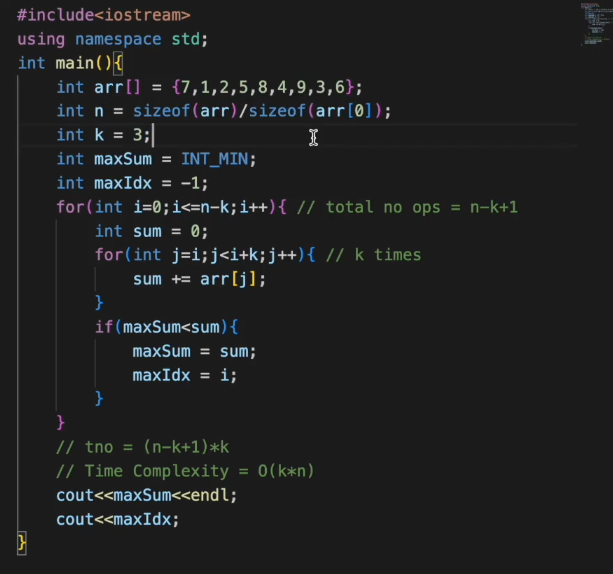 #include<iostream>
using namespace std;
int main(){
    int arr[] = {7,1,2,5,8,4,9,3,6};
    int n = sizeof(arr)/sizeof(arr[0]);
    int k = 3;
    int maxSum = INT_MIN;
    int maxIdx = -1;
    for(int i=0;i<=n-k;i++){ // total no ops = n-k+1
        int sum = 0;
        for(int j=i;j<i+k;j++){ // k times
            sum += arr[j];
        }
        if(maxSum<sum){
            maxSum = sum;
            maxIdx = i;
        }
    }
    // tno = (n-k+1)*k
    // Time Complexity = O(k*n)
    cout<<maxSum<<endl;
    cout<<maxIdx;
}